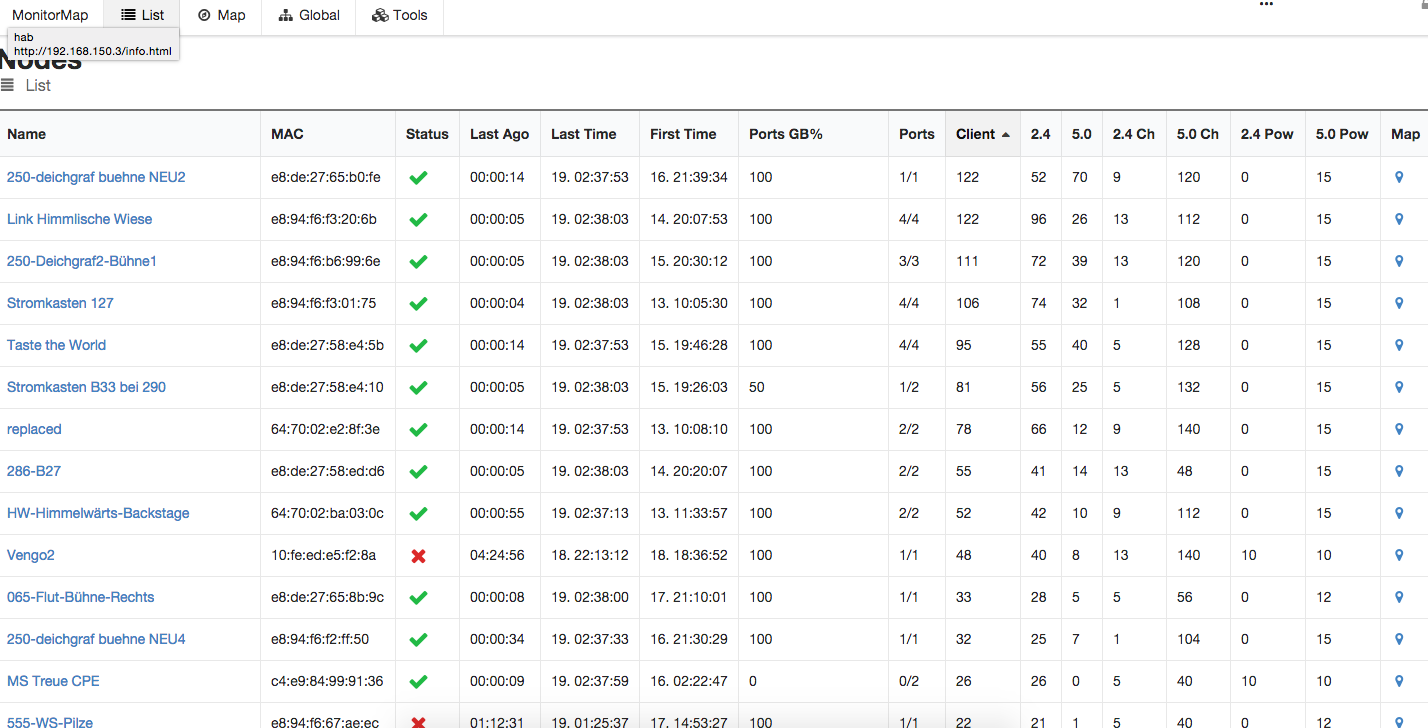 MonitorMap List Map Global Tools
hab
http://192.168.150.3/info.html
Nodes
List
Name MAC Status Last Ago Last Time First Time Ports GB% Ports Client 2.4 5.0 2.4 Ch 5.0 Ch 2.4 Pow 5.0 Pow Map
250-deichgraf buehne NEU2 e8:de:27:65:b0:fe 00:00:14 19. 02:37:53 16. 21:39:34 100 1/1 122 52 70 9 120 0 15
Link Himmlische Wiese e8:94:f6:f3:20:6b 00:00:05 19. 02:38:03 14. 20:07:53 100 4/4 122 96 26 13 112 0 15
250-Deichgraf2-Bühne1 e8:94:f6:b6:99:6e 00:00:05 19. 02:38:03 15. 20:30:12 100 3/3 111 72 39 13 120 0 15
Stromkasten 127 e8:94:f6:f3:01:75 00:00:04 19. 02:38:03 13. 10:05:30 100 4/4 106 74 32 1 108 0 15
Taste the World e8:de:27:58:e4:5b 00:00:14 19. 02:37:53 15. 19:46:28 100 4/4 95 55 40 5 128 0 15
Stromkasten B33 bei 290 e8:de:27:58:e4:10 00:00:05 19. 02:38:03 15. 19:26:03 50 1/2 81 56 25 5 132 0 15
replaced 64:70:02:e2:8f:3e 00:00:14 19. 02:37:53 13. 10:08:10 100 2/2 78 66 12 9 140 0 15
286-B27 e8:de:27:58:ed:d6 00:00:05 19. 02:38:03 14. 20:20:07 100 2/2 55 41 14 13 48 0 15
HW-Himmelwärts-Backstage 64:70:02:ba:03:0c 00:00:55 19. 02:37:13 13. 11:33:57 100 2/2 52 42 10 9 112 0 15
Vengo2 10:fe:ed:e5:f2:8a 04:24:56 18. 22:13:12 18. 18:36:52 100 1/1 48 40 8 13 140 10 10
065-Flut-Bühne-Rechts e8:de:27:65:8b:9c 00:00:08 19. 02:38:00 17. 21:10:01 100 1/1 33 28 5 5 56 0 12
250-deichgraf buehne NEU4 e8:94:f6:f2:ff:50 00:00:34 19. 02:37:33 16. 21:30:29 100 1/1 32 25 7 1 104 0 15
MS Treue CPE c4:e9:84:99:91:36 00:00:09 19. 02:37:59 16. 02:22:47 0 0/2 26 26 0 5 40 10 10
555-WS-Pilze e8:94:f6:67:ae:ec 01:12:31 19. 01:25:37 17. 14:53:27 100 1/1 22 21 1 5 40 0 12